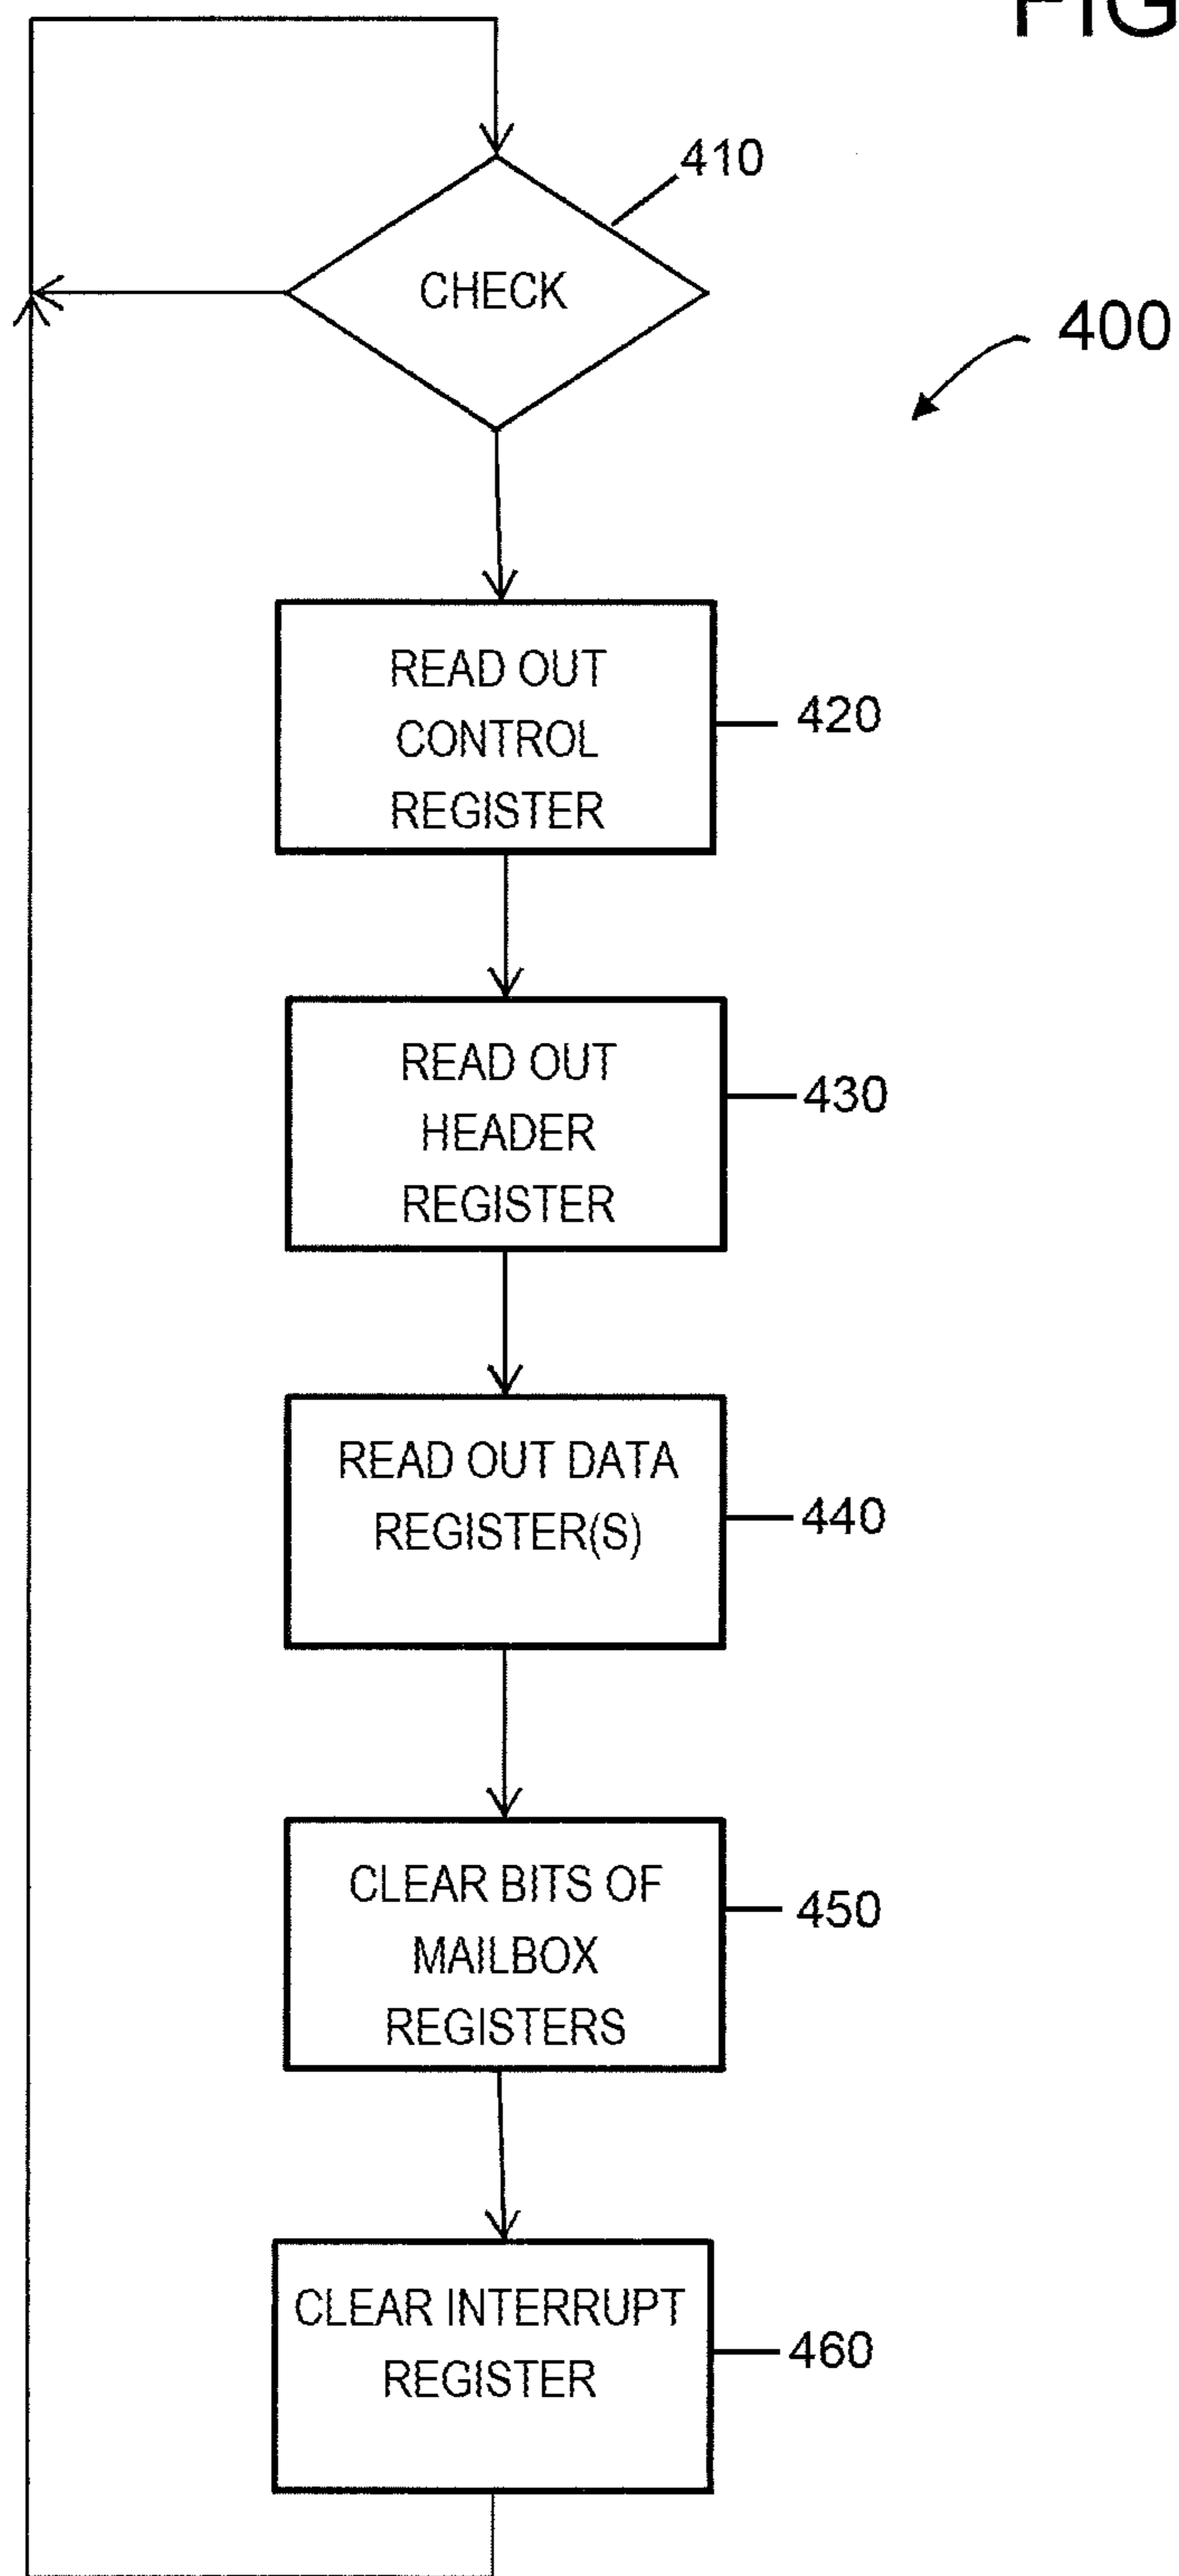 FIG
410
CHECK
400
READ OUT
CONTROL
REGISTER
420
READ OUT
HEADER
REGISTER
430
READ OUT DATA
REGISTER(S)
440
CLEAR BITS OF
MAILBOX
REGISTERS
450
CLEAR INTERRUPT
REGISTER
460